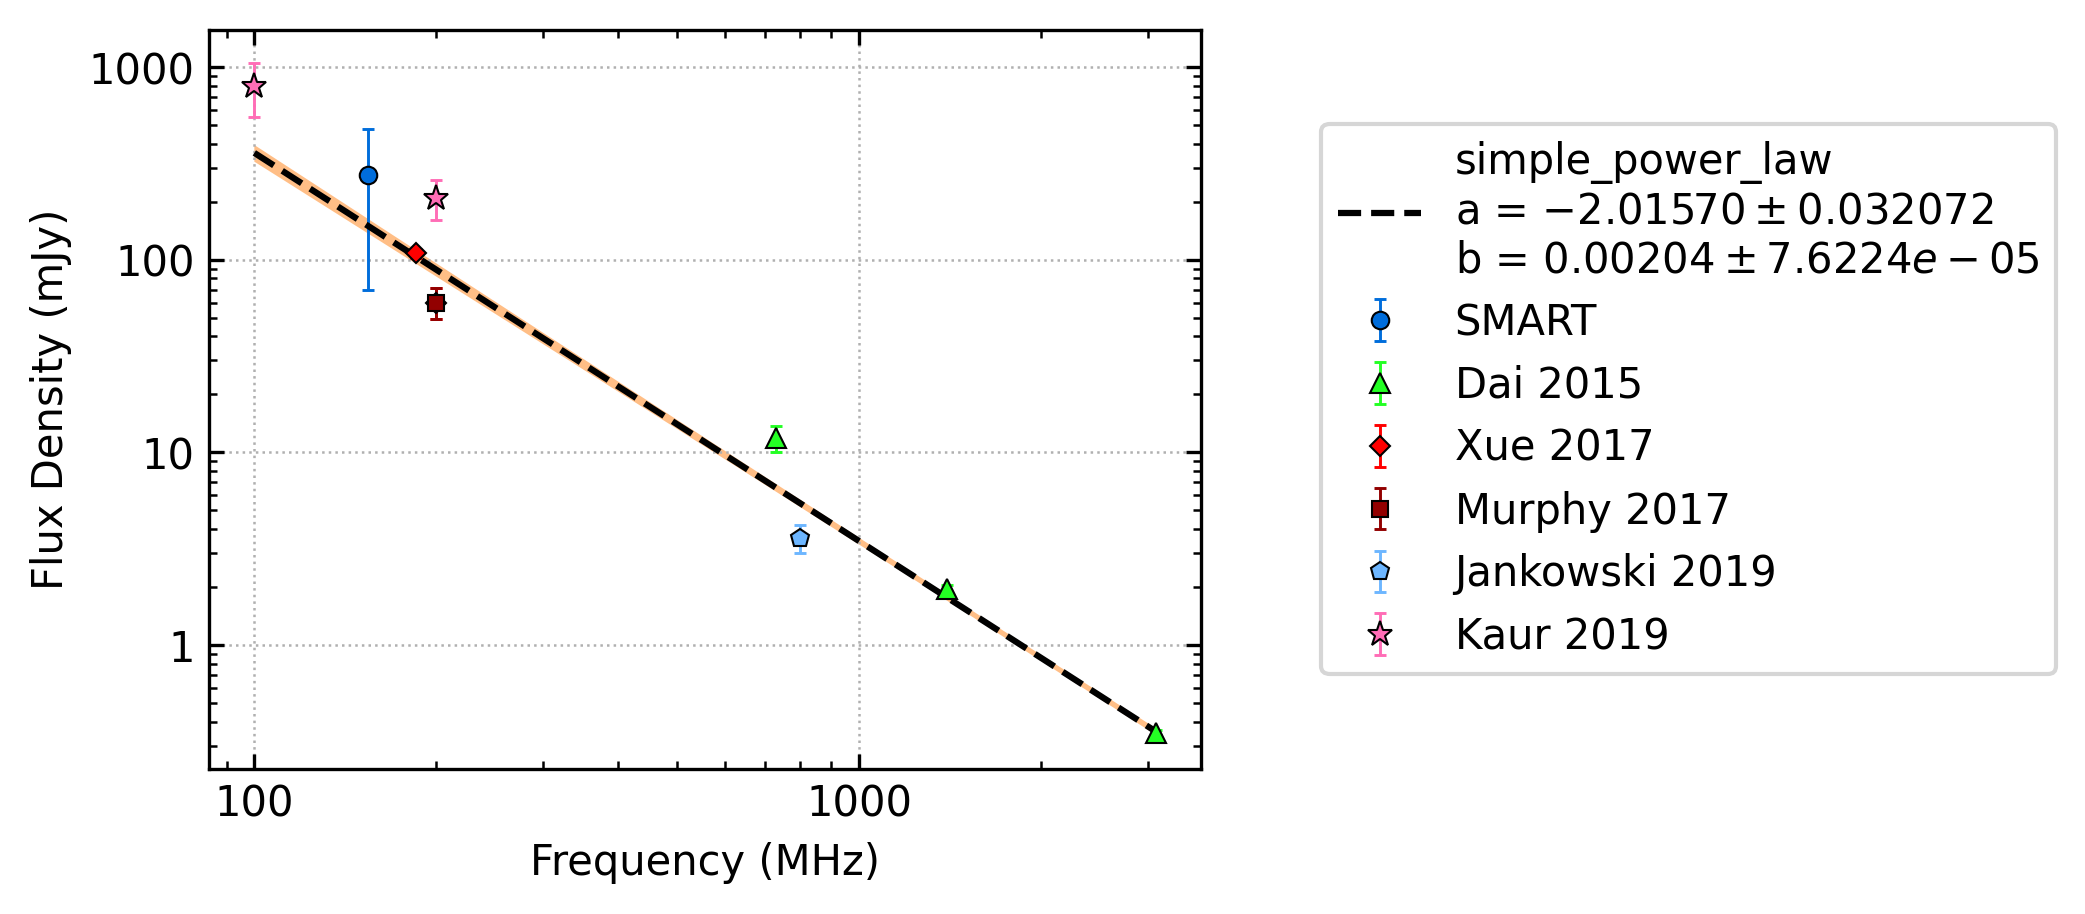 1000
100
10
1
Flux Density (mJy)
100
1000
Frequency (MHz)
simple_power_law
a = −2.01570 ± 0.032072
b = 0.00204 ± 7.6224e − 05
SMART
Dai 2015
Xue 2017
Murphy 2017
Jankowski 2019
Kaur 2019